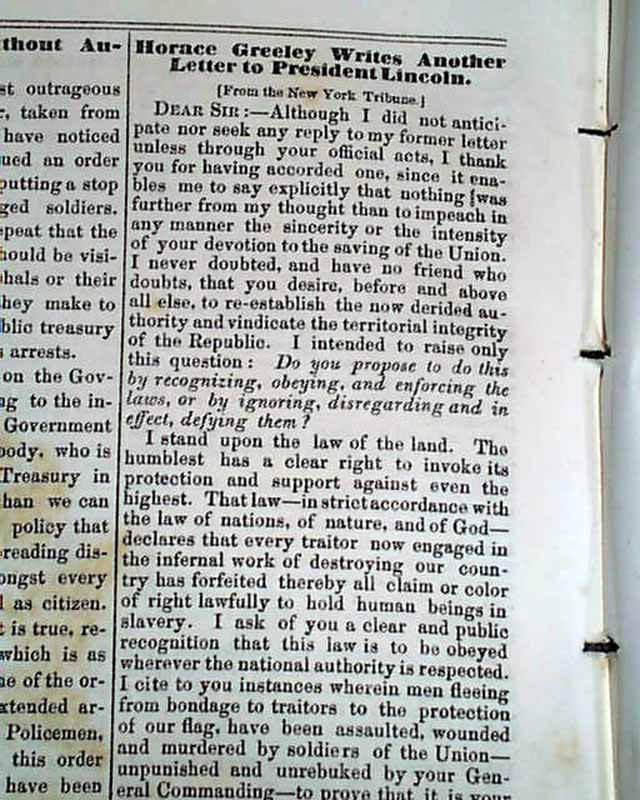 thout Au-
st outrageous
r, taken from
have noticed
ued an order
putting a stop
ged soldiers.
epeat that the
hould be visi-
hals or their
they make to
blic treasury
s arrests.
on the Gov-
ng to the in-
Government
body, who is
Treasury in
han we can
policy that
reading dis-
ongst every
l as citizen.
t is true, re-
which is as
ne of the or-
xtended ar-
Policemen,
this order
have been
Horace Greeley Writes Another
Letter to President Lincoln.
[From the New York Tribune.]
DEAR SIR:—Although I did not antici-
pate nor seek any reply to my former letter
unless through your official acts, I thank
you for having accorded one, since it ena-
bles me to say explicitly that nothing was
further from my thought than to impeach in
any manner the sincerity or the intensity
of your devotion to the saving of the Union.
I never doubted, and have no friend who
doubts, that you desire, before and above
all else, to re-establish the now derided au-
thority and vindicate the territorial integrity
of the Republic. I intended to raise only
this question: Do you propose to do this
by recognizing, obeying, and enforcing the
laws, or by ignoring, disregarding and in
effect, defying them?
I stand upon the law of the land. The
humblest has a clear right to invoke its
protection and support against even the
highest. That law—in strict accordance with
the law of nations, of nature, and of God—
declares that every traitor now engaged in
the infernal work of destroying our coun-
try has forfeited thereby all claim or color
of right lawfully to hold human beings in
slavery. I ask of you a clear and public
recognition that this law is to be obeyed
wherever the national authority is respected.
I cite to you instances wherein men fleeing
from bondage to traitors to the protection
of our flag, have been assaulted, wounded
and murdered by soldiers of the Union—
unpunished and unrebuked by your Gen-
eral Commanding—to prove that it is your